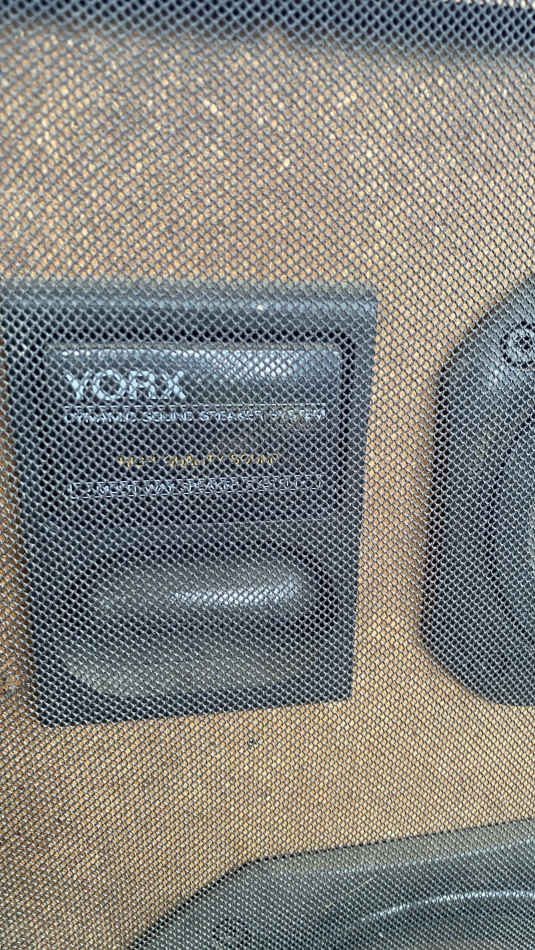 YORX
DYNAMIC SOUND SPEAKER SYSTEM
HIGH QUALITY SOUND
WAY SPEAKER SYSTEM